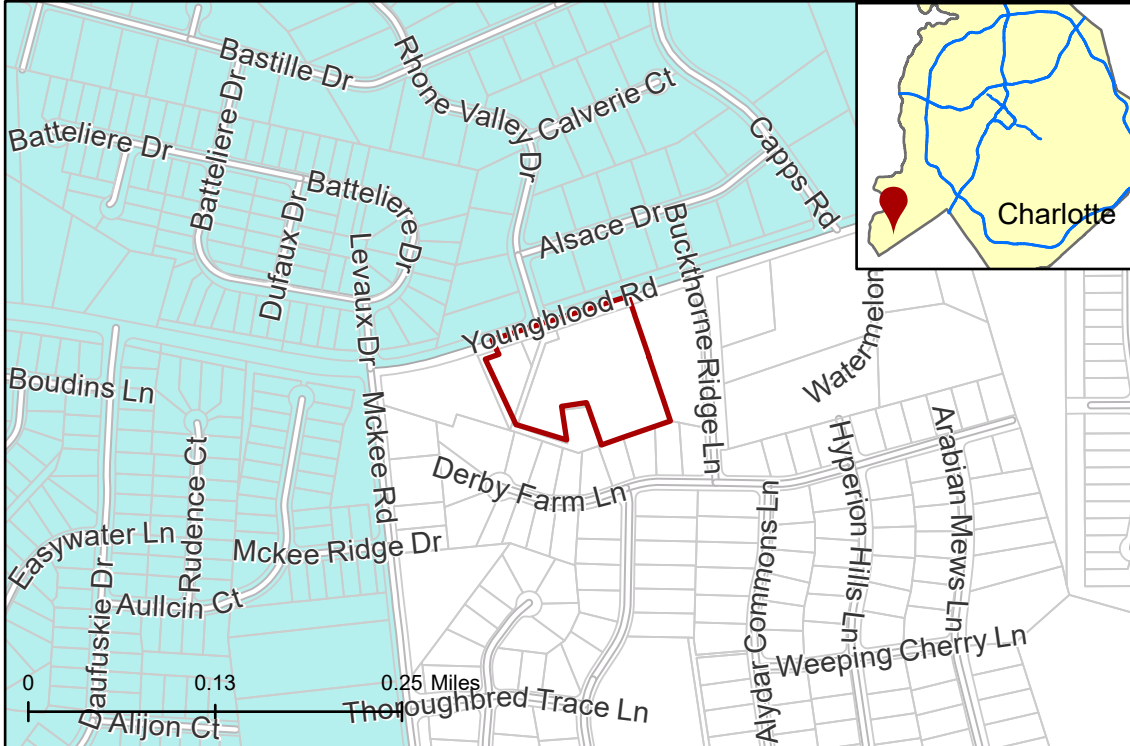 Bastille Dr
Rhone Valley Dr
Calverie Ct
Capps Rd
Batteliere Dr
Batteliere Dr
Batteliere Dr
Dufaux Dr
Levaux Dr
Alsace Dr
Buckthorne Ridge Ln
Charlotte
Youngblood Rd
Watermelon
Boudins Ln
Mckee Rd
Rudence Ct
Derby Farm Ln
Hyperion Hills Ln
Arabian Mews Ln
Easywater Ln
Mckee Ridge Dr
Aullcin Ct
Daufuskie Dr
Alypar Commons Ln
Weeping Cherry Ln
Thoroughbred Trace Ln
Alijon Ct
0 0.13 0.25 Miles